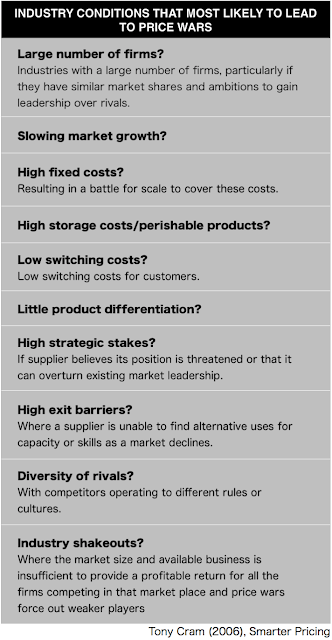 INDUSTRY CONDITIONS THAT MOST LIKELY TO LEAD
TO PRICE WARS
Large number of firms?
Industries with a large number of firms, particularly if
they have similar market shares and ambitions to gain
leadership over rivals.
Slowing market growth?
High fixed costs?
Resulting in a battle for scale to cover these costs.
High storage costs/perishable products?
Low switching costs?
Low switching costs for customers.
Little product differentiation?
High strategic stakes?
If supplier believes its position is threatened or that it
can overturn existing market leadership.
High exit barriers?
Where a supplier is unable to find alternative uses for
capacity or skills as a market declines.
Diversity of rivals?
With competitors operating to different rules or
cultures.
Industry shakeouts?
Where the market size and available business is
insufficient to provide a profitable return for all the
firms competing in that market place and price wars
force out weaker players
Tony Cram (2006), Smarter Pricing